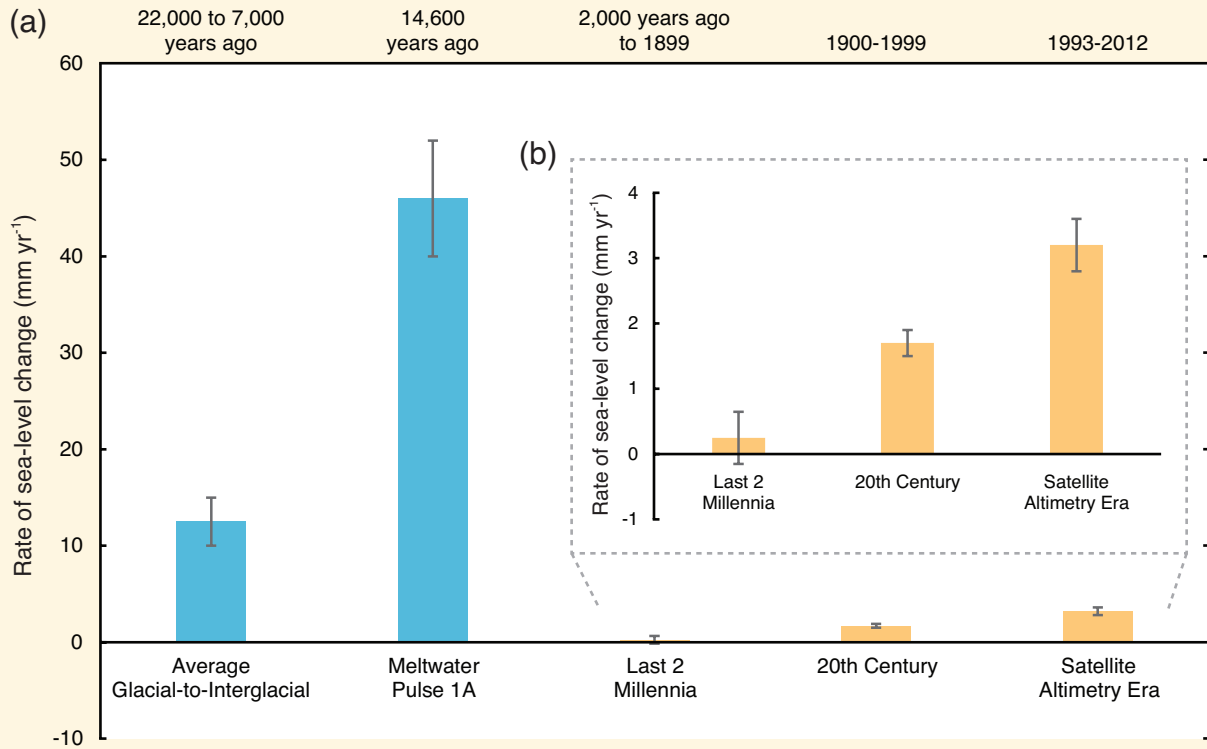 (a)
22,000 to 7,000
years ago
14,600
years ago
2,000 years ago
to 1899
1900-1999
1993-2012
Rate of sea-level change (mm yr⁻¹)
60
50
40
30
20
10
0
-10
Average
Glacial-to-Interglacial
Meltwater
Pulse 1A
Last 2
Millennia
20th Century
Satellite
Altimetry Era
(b)
Rate of sea-level change (mm yr⁻¹)
4
3
2
1
0
-1
Last 2
Millennia
20th Century
Satellite
Altimetry Era